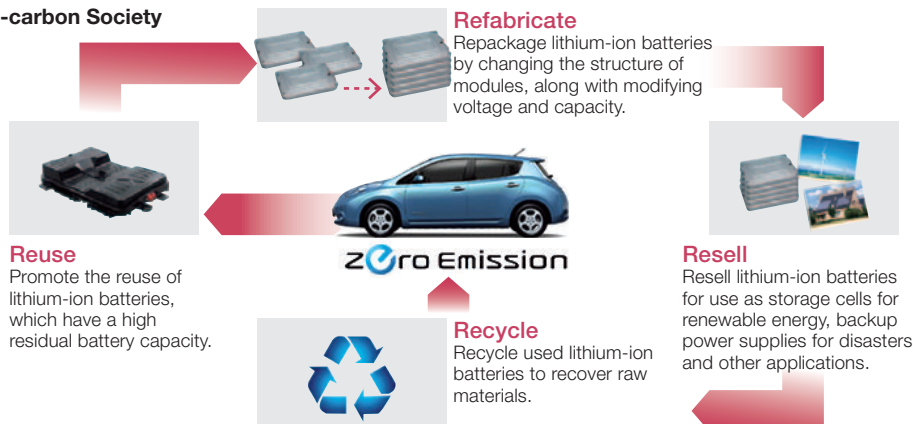 -carbon Society
Refabricate
Repackage lithium-ion batteries
by changing the structure of
modules, along with modifying
voltage and capacity.
Reuse
Promote the reuse of
lithium-ion batteries,
which have a high
residual battery capacity.
zero Emission
Resell
Resell lithium-ion batteries
for use as storage cells for
renewable energy, backup
power supplies for disasters
and other applications.
Recycle
Recycle used lithium-ion
batteries to recover raw
materials.